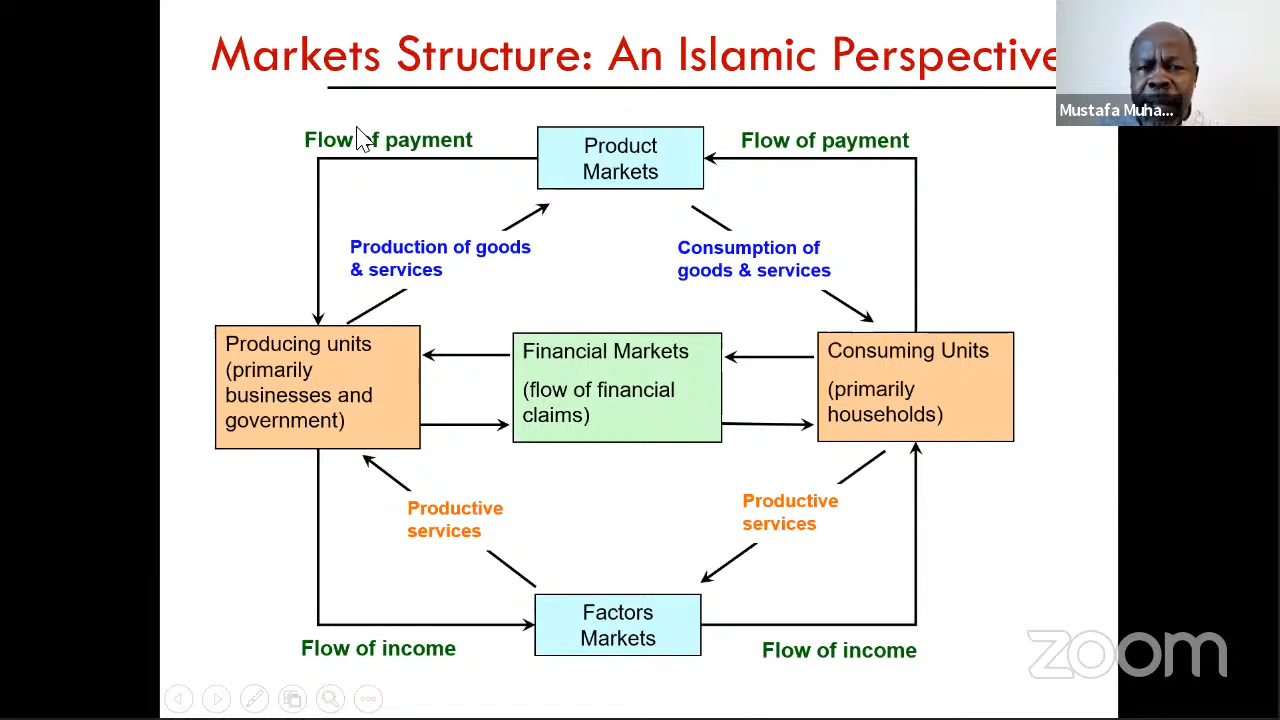 Markets Structure: An Islamic Perspective
Mustafa Muha...
Flow of payment
Product
Markets
Flow of payment
Production of goods
& services
Consumption of
goods & services
Producing units
(primarily
businesses and
government)
Financial Markets
(flow of financial
claims)
Consuming Units
(primarily
households)
Productive
services
Productive
services
Factors
Markets
Flow of income
Flow of income
zoom